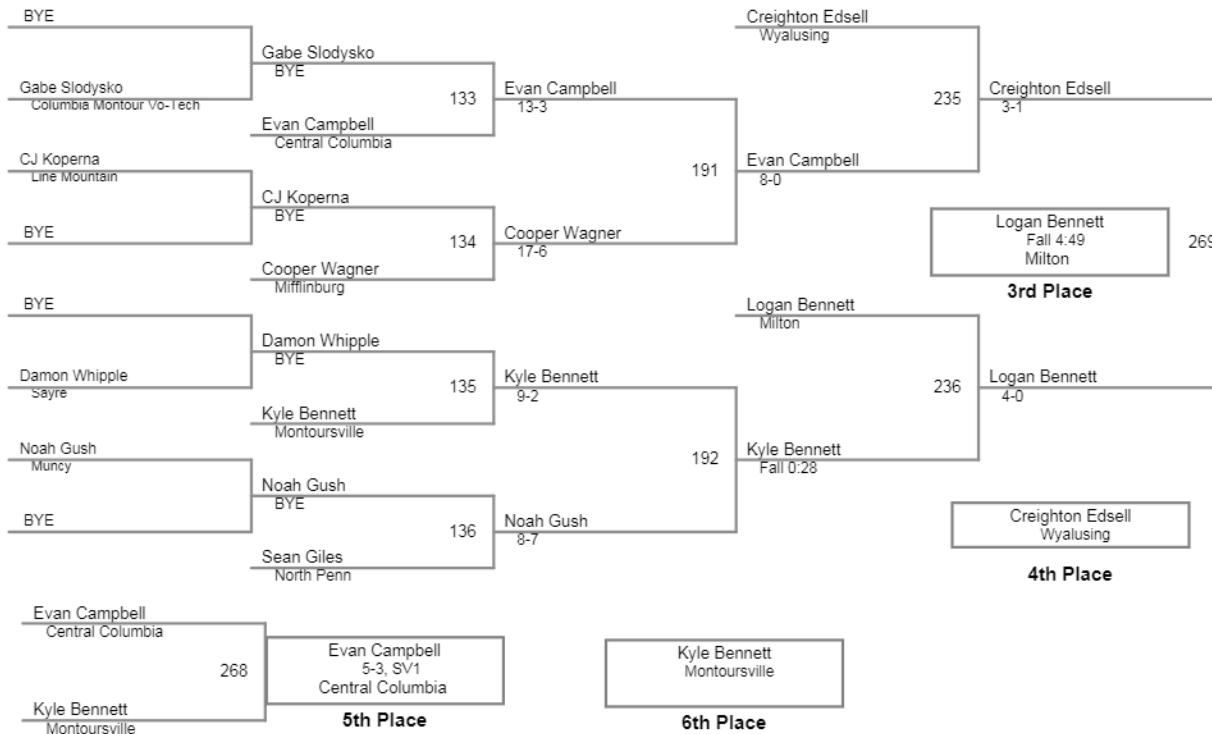 BYE
Gabe Slodysko
BYE
Gabe Slodysko
Columbia Montour Vo-Tech
133
Evan Campbell
13-3
Evan Campbell
Central Columbia
CJ Koperna
Line Mountain
CJ Koperna
BYE
BYE
134
Cooper Wagner
17-6
Cooper Wagner
Mifflinburg
191
Evan Campbell
8-0
Creighton Edsell
Wyalusing
235
Creighton Edsell
3-1
Logan Bennett
Fall 4:49
Milton
269
3rd Place
BYE
Damon Whipple
BYE
Damon Whipple
Sayre
135
Kyle Bennett
9-2
Kyle Bennett
Montoursville
Noah Gush
Muncy
Noah Gush
BYE
BYE
136
Noah Gush
8-7
Sean Giles
North Penn
192
Kyle Bennett
Fall 0:28
Logan Bennett
Milton
236
Logan Bennett
4-0
Creighton Edsell
Wyalusing
4th Place
Evan Campbell
Central Columbia
268
Kyle Bennett
Montoursville
Evan Campbell
5-3, SV1
Central Columbia
5th Place
Kyle Bennett
Montoursville
6th Place